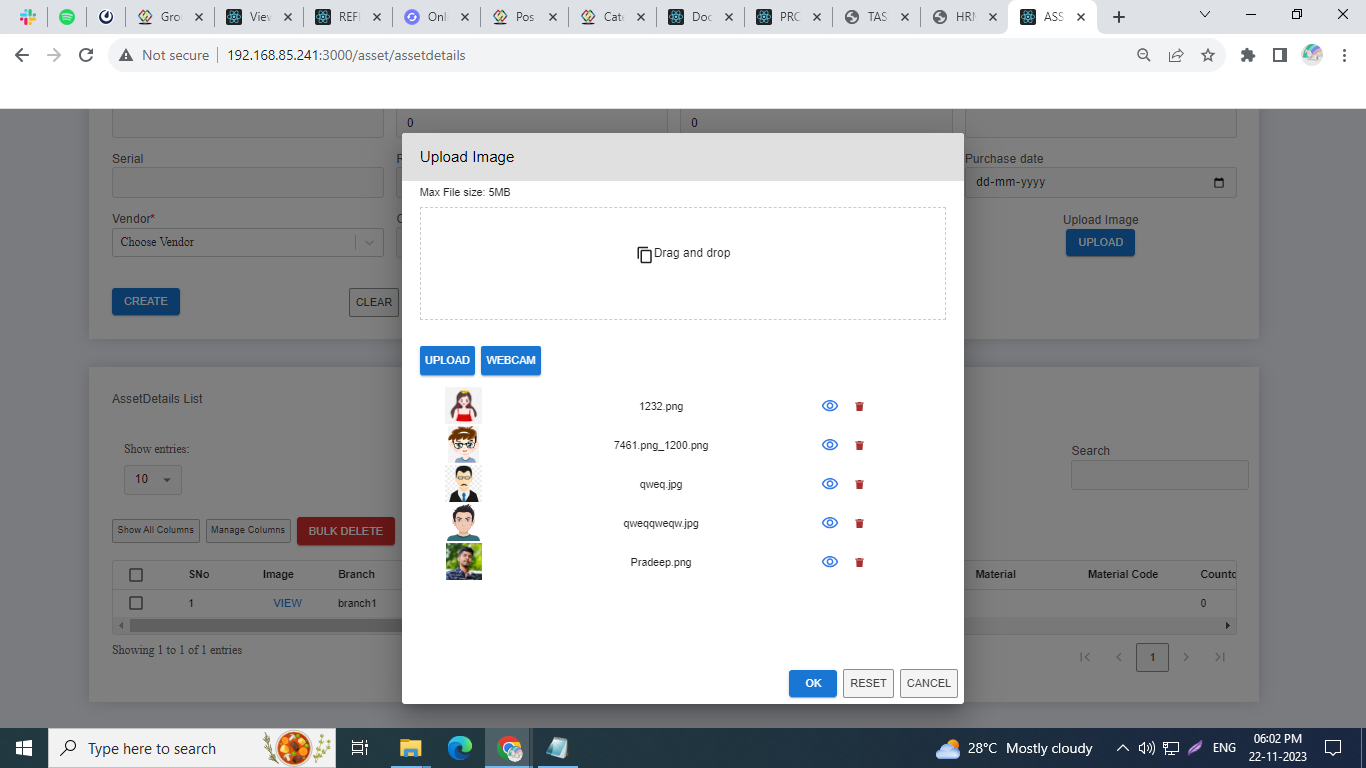 Gro
View
REFI
Onli
Pos
Cate
Doc
PRO
TAS
HRM
ASS
Not secure
192.168.85.241:3000/asset/assetdetails
0
0
Serial
Purchase date
dd-mm-yyyy
Vendor*
Upload Image
Choose Vendor
UPLOAD
CREATE
CLEAR
Upload Image
Max File size: 5MB
Drag and drop
UPLOAD
WEBCAM
1232.png
7461.png_1200.png
qweq.jpg
qweqqweqw.jpg
Pradeep.png
OK
RESET
CANCEL
AssetDetails List
Show entries:
10
Search
Show All Columns
Manage Columns
BULK DELETE
SNo
Image
Branch
Material
Material Code
Countq
1
VIEW
branch1
0
Showing 1 to 1 of 1 entries
1
Type here to search
28°C Mostly cloudy
ENG
06:02 PM
22-11-2023